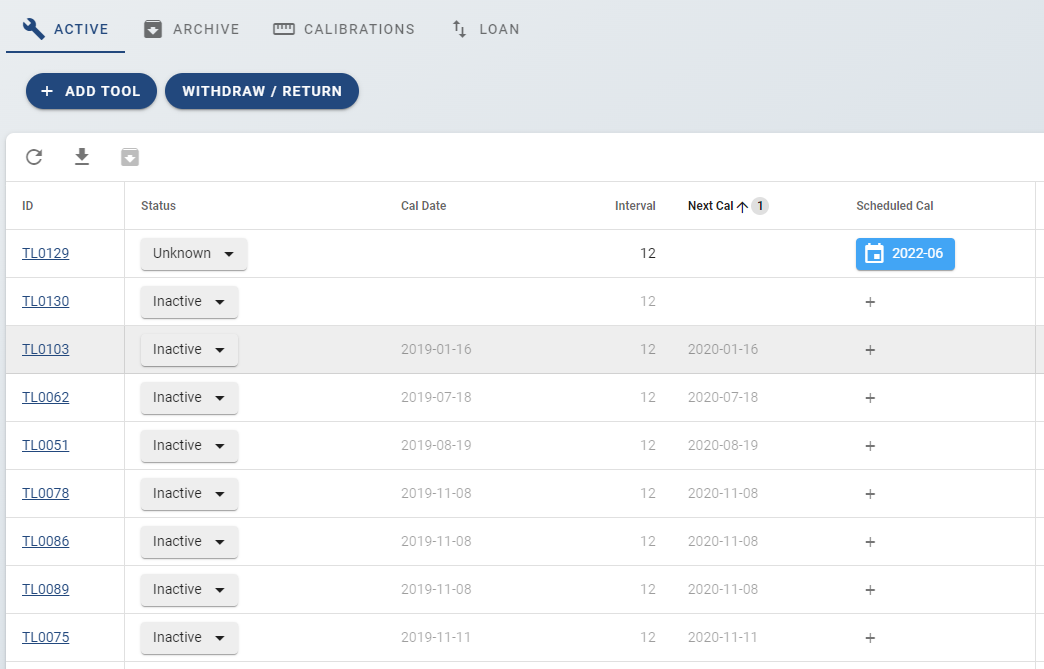 ACTIVE ARCHIVE CALIBRATIONS LOAN
+ ADD TOOL WITHDRAW / RETURN
ID Status Cal Date Interval Next Cal 1 Scheduled Cal
TL0129 Unknown 12 2022-06
TL0130 Inactive 12 +
TL0103 Inactive 2019-01-16 12 2020-01-16 +
TL0062 Inactive 2019-07-18 12 2020-07-18 +
TL0051 Inactive 2019-08-19 12 2020-08-19 +
TL0078 Inactive 2019-11-08 12 2020-11-08 +
TL0086 Inactive 2019-11-08 12 2020-11-08 +
TL0089 Inactive 2019-11-08 12 2020-11-08 +
TL0075 Inactive 2019-11-11 12 2020-11-11 +